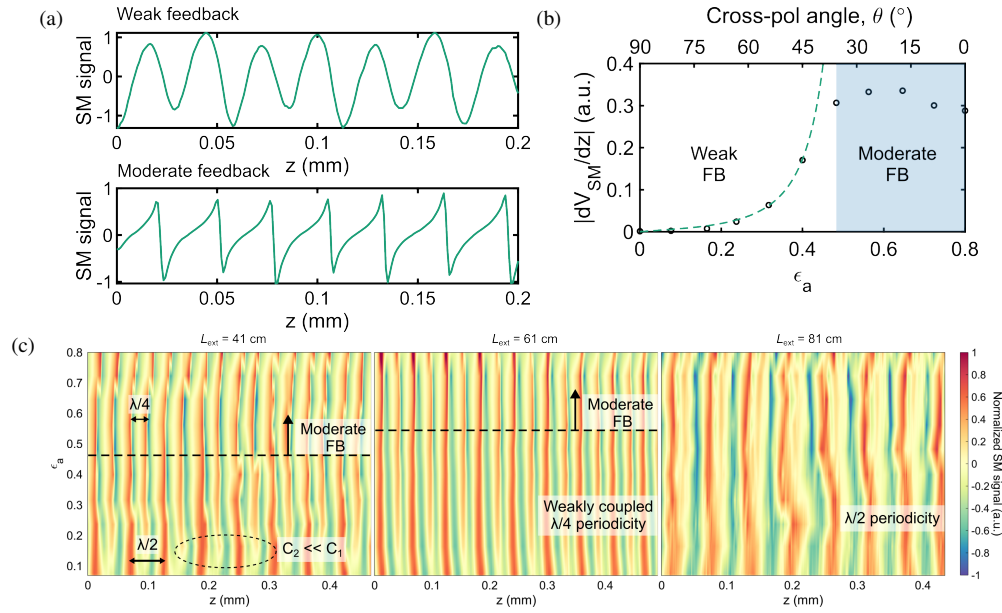 (a)
Weak feedback
SM signal
1
0
-1
0
0.05
0.1
0.15
0.2
z (mm)
Moderate feedback
SM signal
1
0
-1
0
0.05
0.1
0.15
0.2
z (mm)
(b)
Cross-pol angle, θ (°)
90
75
60
45
30
15
0
|dV_SM/dz| (a.u.)
0.4
0.3
0.2
0.1
0
Weak
FB
Moderate
FB
0
0.2
0.4
0.6
0.8
ϵ_a
(c)
L_ext = 41 cm
L_ext = 61 cm
L_ext = 81 cm
ϵ_a
0.8
0.7
0.6
0.5
0.4
0.3
0.2
0.1
λ/4
Moderate
FB
λ/2
C_2 << C_1
0
0.1
0.2
0.3
0.4
z (mm)
Moderate
FB
Weakly coupled
λ/4 periodicity
0
0.1
0.2
0.3
0.4
z (mm)
λ/2 periodicity
0
0.1
0.2
0.3
0.4
z (mm)
1
0.8
0.6
0.4
0.2
0
-0.2
-0.4
-0.6
-0.8
-1
Normalized SM signal (a.u.)